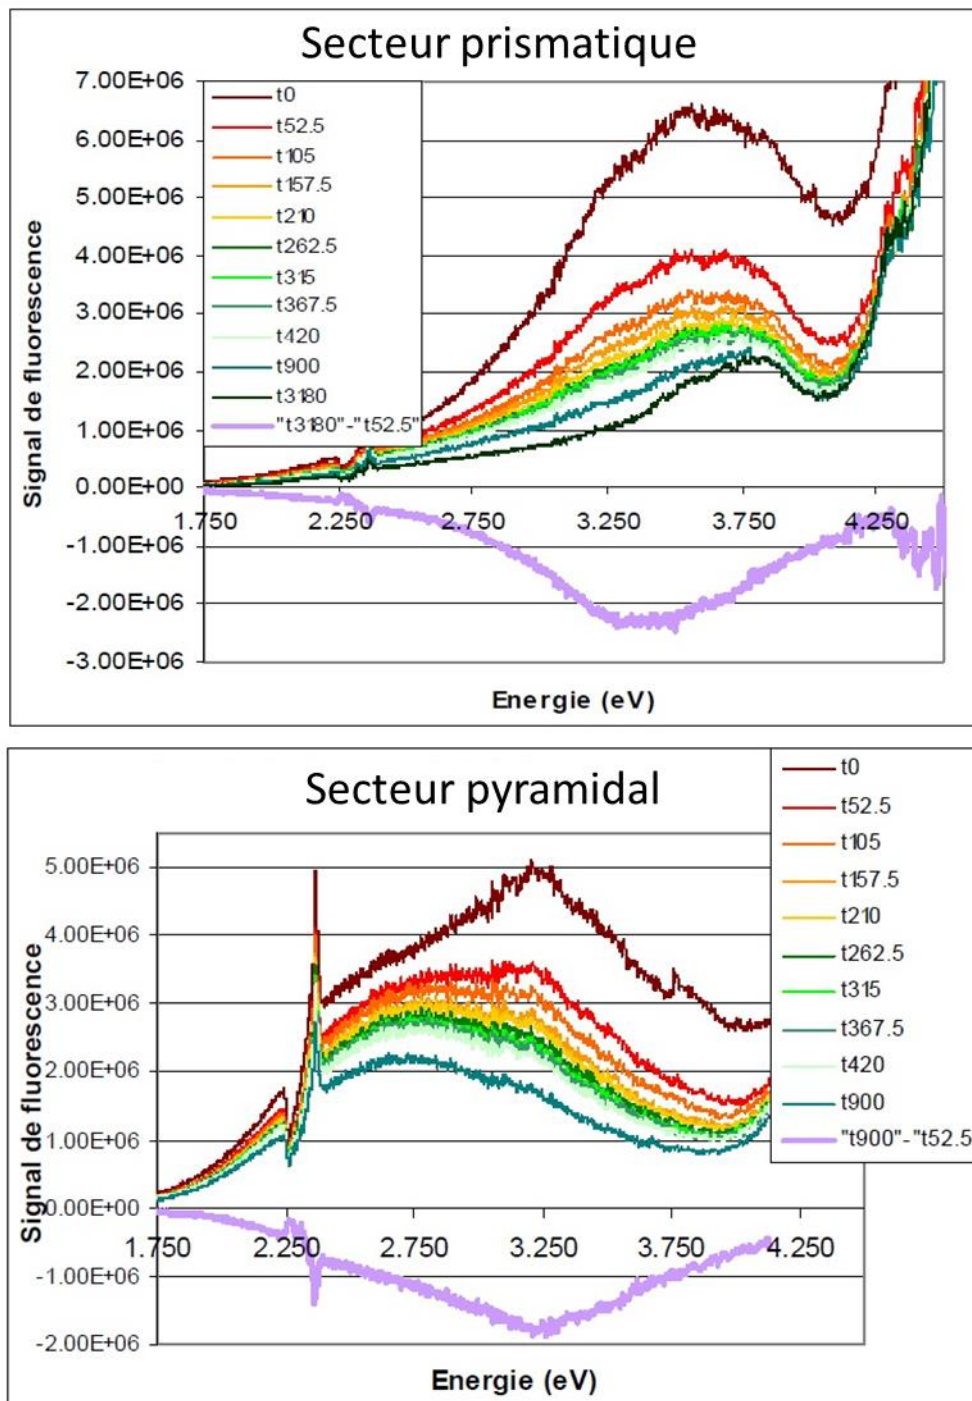 Secteur prismatique
7.00E+06
6.00E+06
5.00E+06
4.00E+06
3.00E+06
2.00E+06
1.00E+06
0.00E+00
-1.00E+06
-2.00E+06
-3.00E+06
Signal de fluorescence
t0
t52.5
t105
t157.5
t210
t262.5
t315
t367.5
t420
t900
t3180
"t3180"-"t52.5"
1.750 2.250 2.750 3.250 3.750 4.250
Energie (eV)
Secteur pyramidal
5.00E+06
4.00E+06
3.00E+06
2.00E+06
1.00E+06
0.00E+00
-1.00E+06
-2.00E+06
Signal de fluorescence
t0
t52.5
t105
t157.5
t210
t262.5
t315
t367.5
t420
t900
"t900"-"t52.5
1.750 2.250 2.750 3.250 3.750 4.250
Energie (eV)